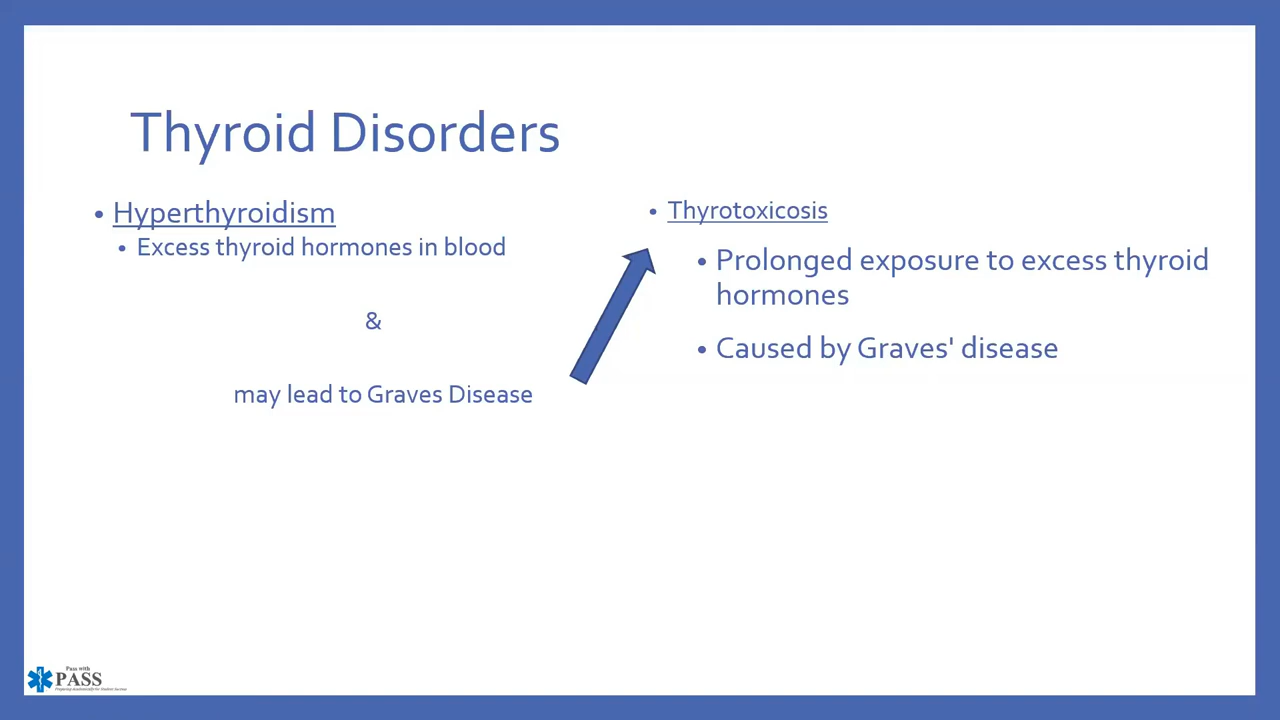 Thyroid Disorders
• Hyperthyroidism
• Excess thyroid hormones in blood
&
may lead to Graves Disease
• Thyrotoxicosis
• Prolonged exposure to excess thyroid
hormones
• Caused by Graves' disease
Pass with
PASS